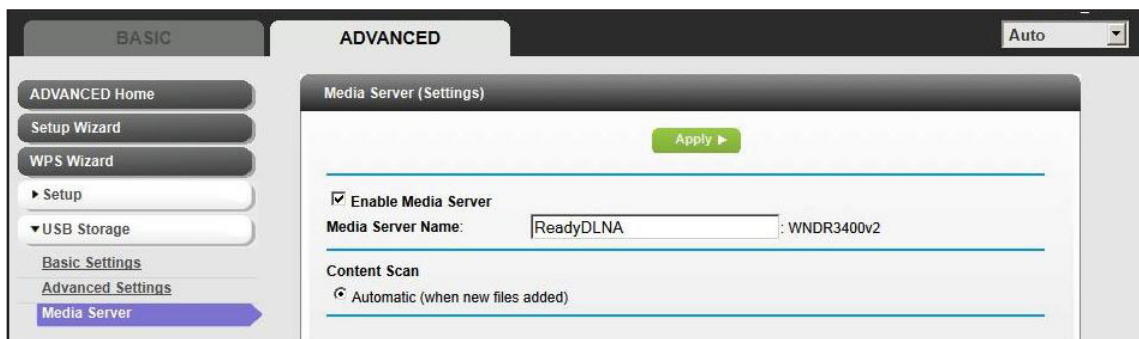 BASIC
ADVANCED
Auto
ADVANCED Home
Setup Wizard
WPS Wizard
Setup
USB Storage
Basic Settings
Advanced Settings
Media Server
Media Server (Settings)
Apply
Enable Media Server
Media Server Name: ReadyDLNA : WNDR3400v2
Content Scan
Automatic (when new files added)